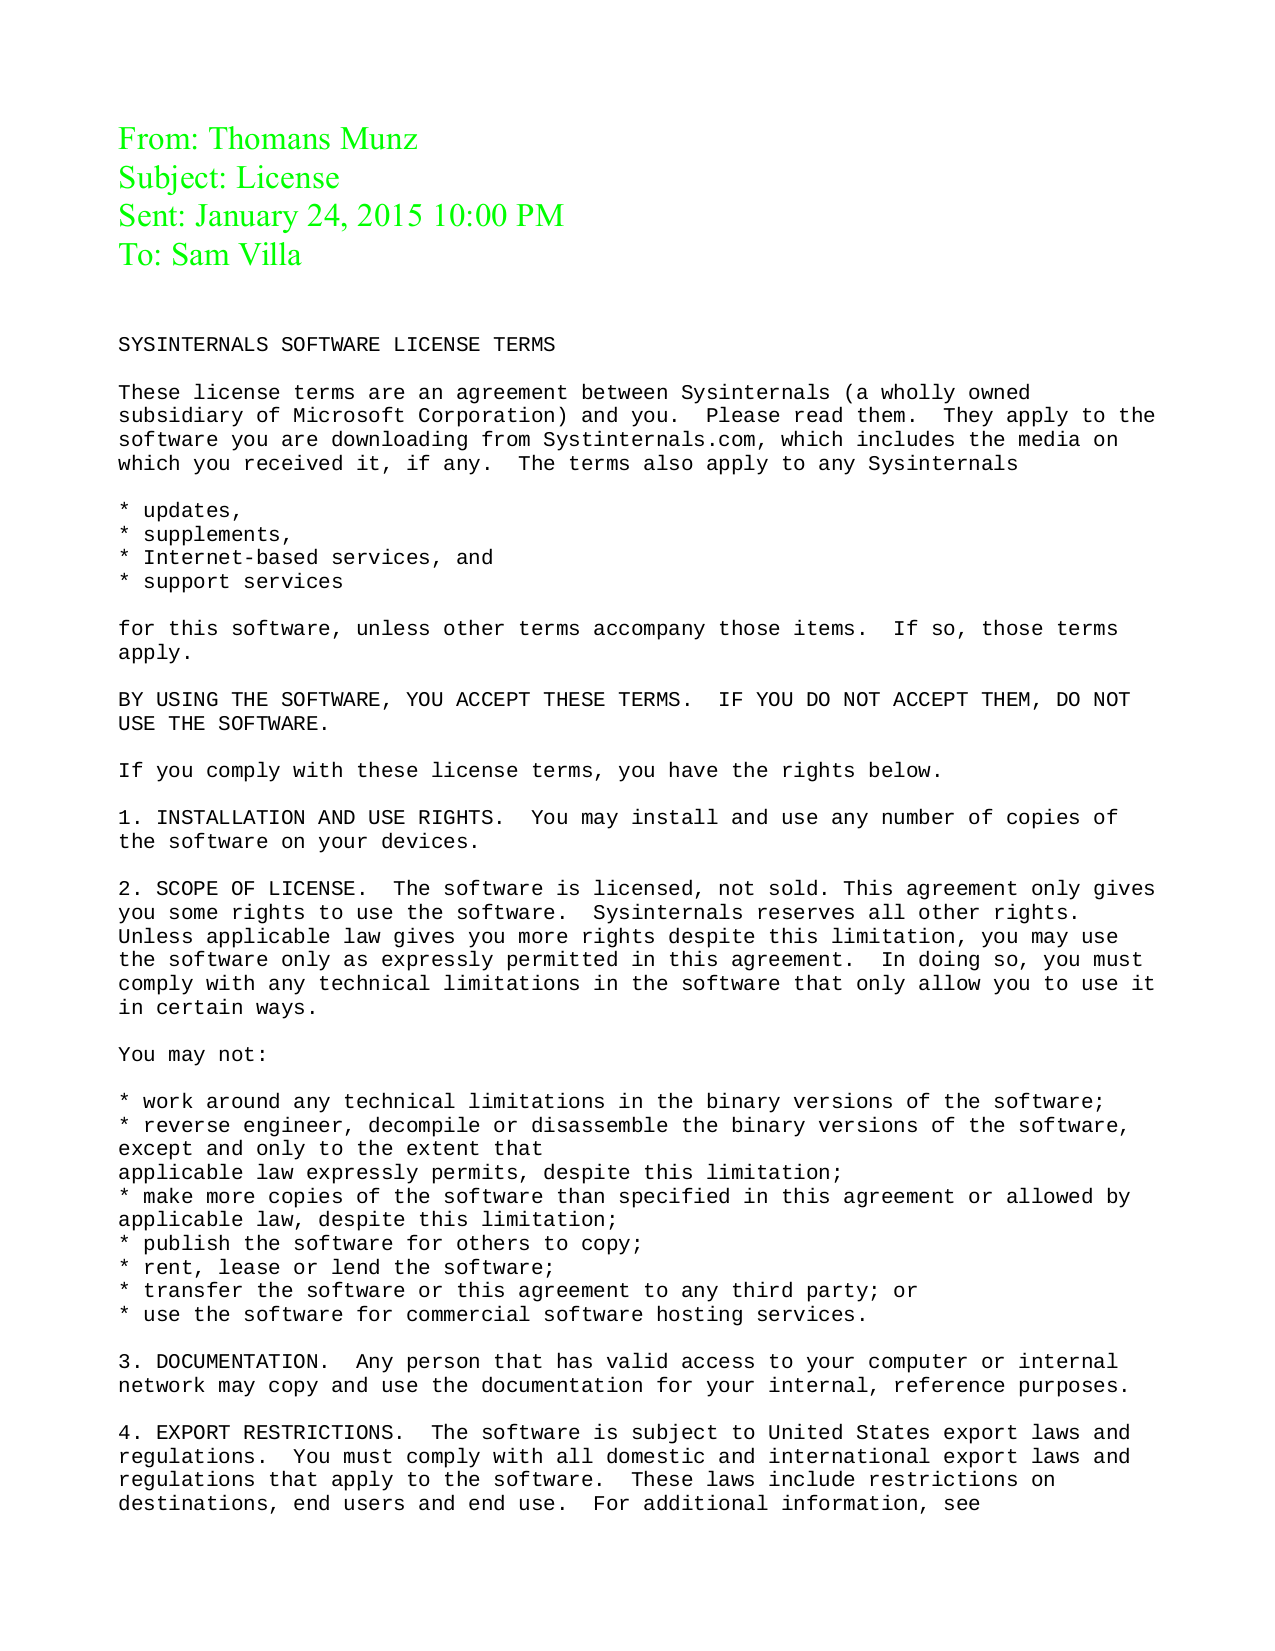 From: Thomans Munz
Subject: License
Sent: January 24, 2015 10:00 PM
To: Sam Villa
SYSINTERNALS SOFTWARE LICENSE TERMS
These license terms are an agreement between Sysinternals (a wholly owned
subsidiary of Microsoft Corporation) and you.  Please read them.  They apply to the
software you are downloading from Systinternals.com, which includes the media on
which you received it, if any.  The terms also apply to any Sysinternals
* updates,
* supplements,
* Internet-based services, and
* support services
for this software, unless other terms accompany those items.  If so, those terms
apply.
BY USING THE SOFTWARE, YOU ACCEPT THESE TERMS.  IF YOU DO NOT ACCEPT THEM, DO NOT
USE THE SOFTWARE.
If you comply with these license terms, you have the rights below.
1. INSTALLATION AND USE RIGHTS.  You may install and use any number of copies of
the software on your devices.
2. SCOPE OF LICENSE.  The software is licensed, not sold. This agreement only gives
you some rights to use the software.  Sysinternals reserves all other rights.
Unless applicable law gives you more rights despite this limitation, you may use
the software only as expressly permitted in this agreement.  In doing so, you must
comply with any technical limitations in the software that only allow you to use it
in certain ways.
You may not:
* work around any technical limitations in the binary versions of the software;
* reverse engineer, decompile or disassemble the binary versions of the software,
except and only to the extent that
applicable law expressly permits, despite this limitation;
* make more copies of the software than specified in this agreement or allowed by
applicable law, despite this limitation;
* publish the software for others to copy;
* rent, lease or lend the software;
* transfer the software or this agreement to any third party; or
* use the software for commercial software hosting services.
3. DOCUMENTATION.  Any person that has valid access to your computer or internal
network may copy and use the documentation for your internal, reference purposes.
4. EXPORT RESTRICTIONS.  The software is subject to United States export laws and
regulations.  You must comply with all domestic and international export laws and
regulations that apply to the software.  These laws include restrictions on
destinations, end users and end use.  For additional information, see